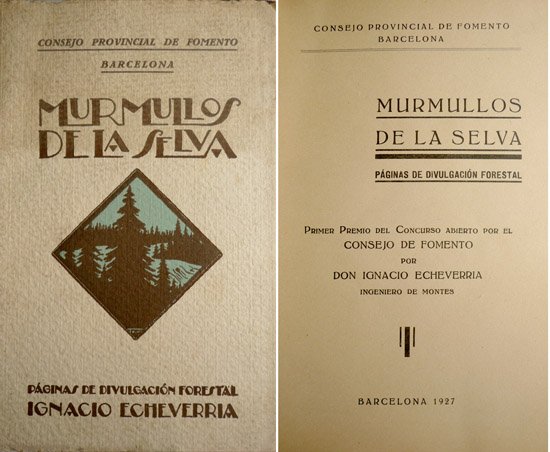 CONSEJO PROVINCIAL DE FOMENTO
BARCELONA
MURMULLOS
DE LA SELVA
PÁGINAS DE DIVULGACIÓN FORESTAL
IGNACIO ECHEVERRIA
CONSEJO PROVINCIAL DE FOMENTO
BARCELONA
MURMULLOS
DE LA SELVA
PÁGINAS DE DIVULGACIÓN FORESTAL
PRIMER PREMIO DEL CONCURSO ABIERTO POR EL
CONSEJO DE FOMENTO
POR
DON IGNACIO ECHEVERRIA
INGENIERO DE MONTES
BARCELONA 1927